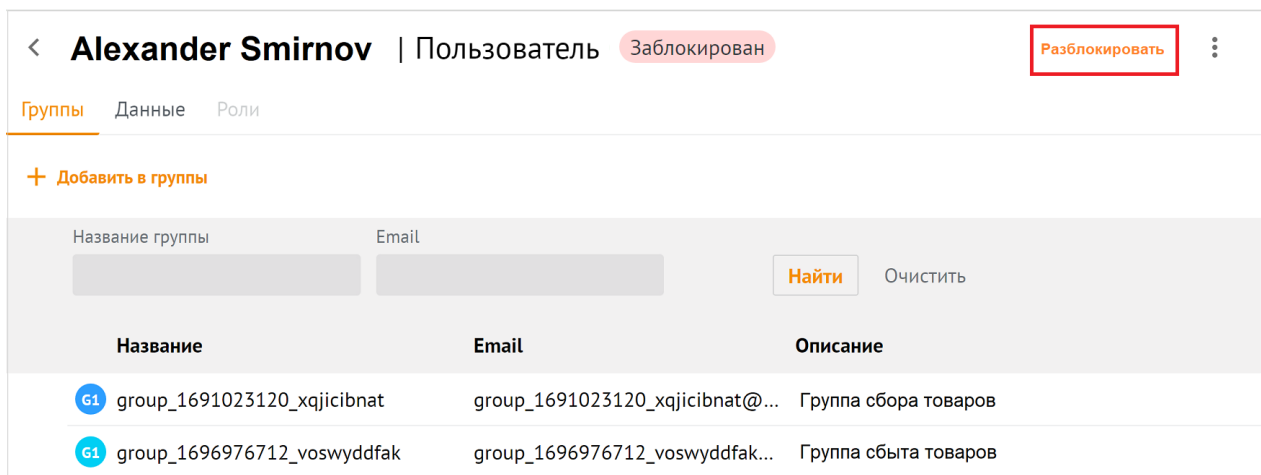 Alexander Smirnov | Пользователь Заблокирован Разблокировать
Группы Данные Роли
+ Добавить в группы
Название группы Email
Найти Очистить
Название Email Описание
G1 group_1691023120_xqjicibnat group_1691023120_xqjicibnat@... Группа сбора товаров
G1 group_1696976712_voswyddfak group_1696976712_voswyddfak... Группа сбыта товаров